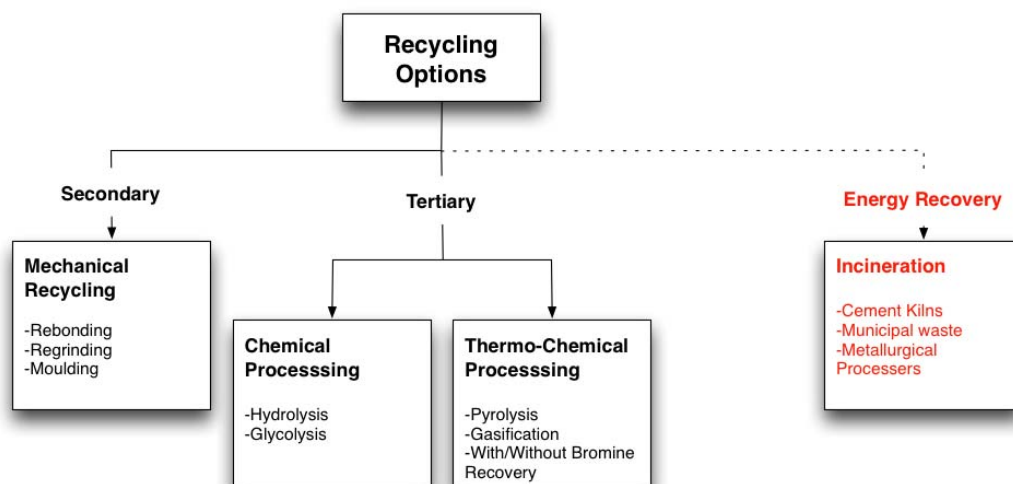 Recycling
Options
Secondary
Tertiary
Energy Recovery
Mechanical
Recycling
-Rebonding
-Regrinding
-Moulding
Chemical
Processsing
-Hydrolysis
-Glycolysis
Thermo-Chemical
Processsing
-Pyrolysis
-Gasification
-With/Without Bromine
Recovery
Incineration
-Cement Kilns
-Municipal waste
-Metallurgical
Processers